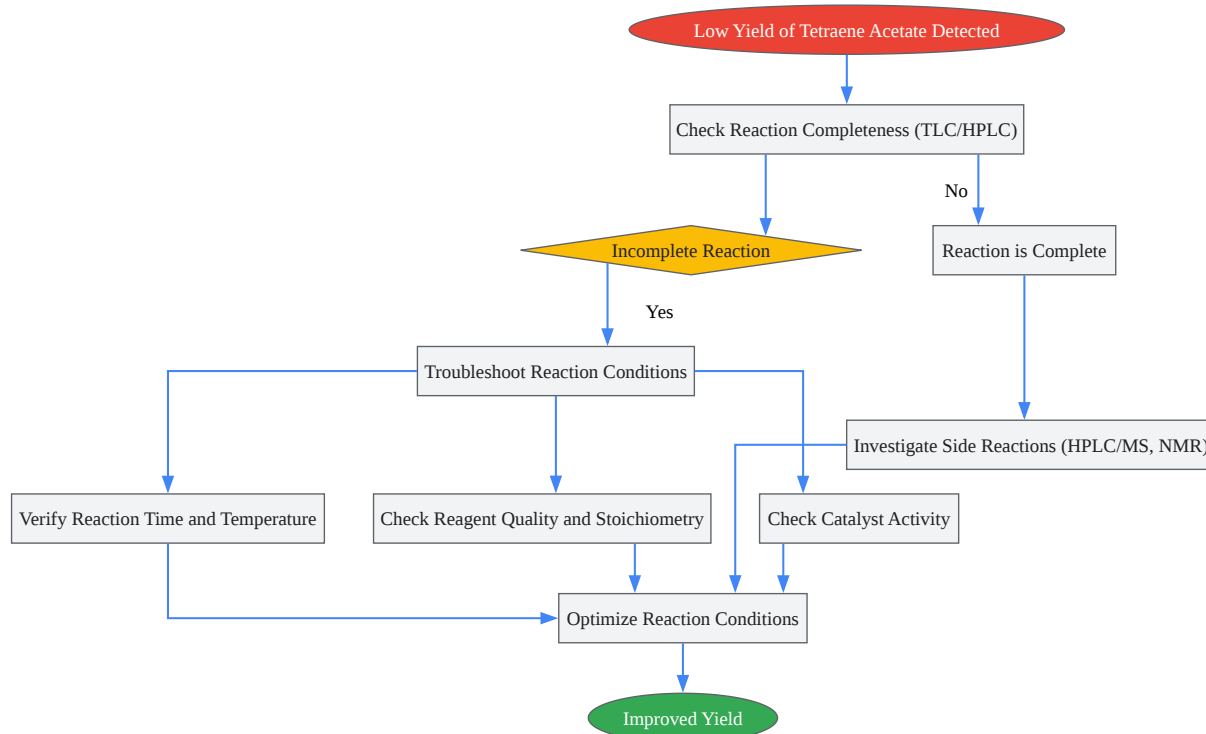 Low Yield of Tetraene Acetate Detected
Check Reaction Completeness (TLC/HPLC)
No
Incomplete Reaction
Reaction is Complete
Yes
Troubleshoot Reaction Conditions
Investigate Side Reactions (HPLC/MS, NMR)
Verify Reaction Time and Temperature
Check Reagent Quality and Stoichiometry
Check Catalyst Activity
Optimize Reaction Conditions
Improved Yield